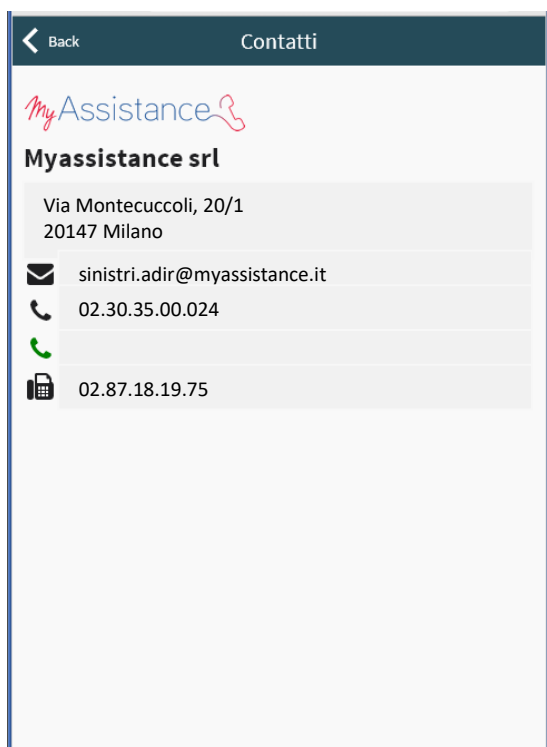 Back
Contatti
MyAssistance
Myassistance srl
Via Montecuccoli, 20/1
20147 Milano
sinistri.adir@myassistance.it
02.30.35.00.024
02.87.18.19.75